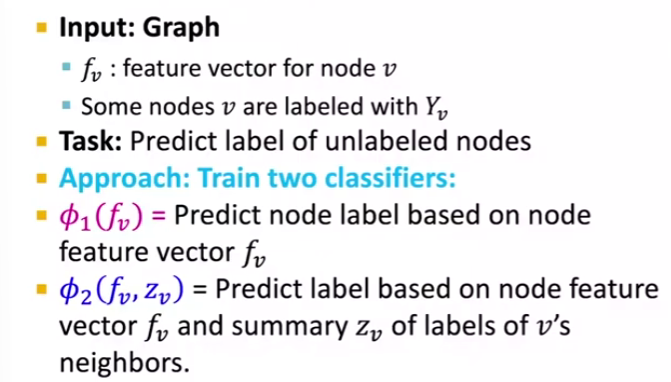 ▪ Input: Graph
▪ f_v : feature vector for node v
▪ Some nodes v are labeled with Y_v
▪ Task: Predict label of unlabeled nodes
▪ Approach: Train two classifiers:
▪ ϕ_1(f_v) = Predict node label based on node
feature vector f_v
▪ ϕ_2(f_v, z_v) = Predict label based on node feature
vector f_v and summary z_v of labels of v's
neighbors.